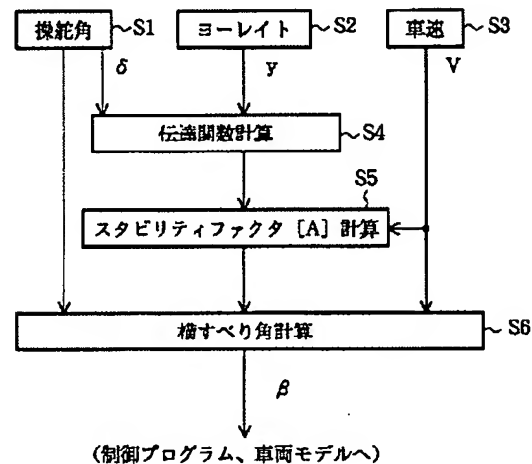 操舵角 S1
ヨーレイト S2
車速 S3
δ
y
V
伝達関数計算 S4
S5
スタビリティファクタ [A] 計算
横すべり角計算 S6
β
(制御プログラム、車両モデルへ)